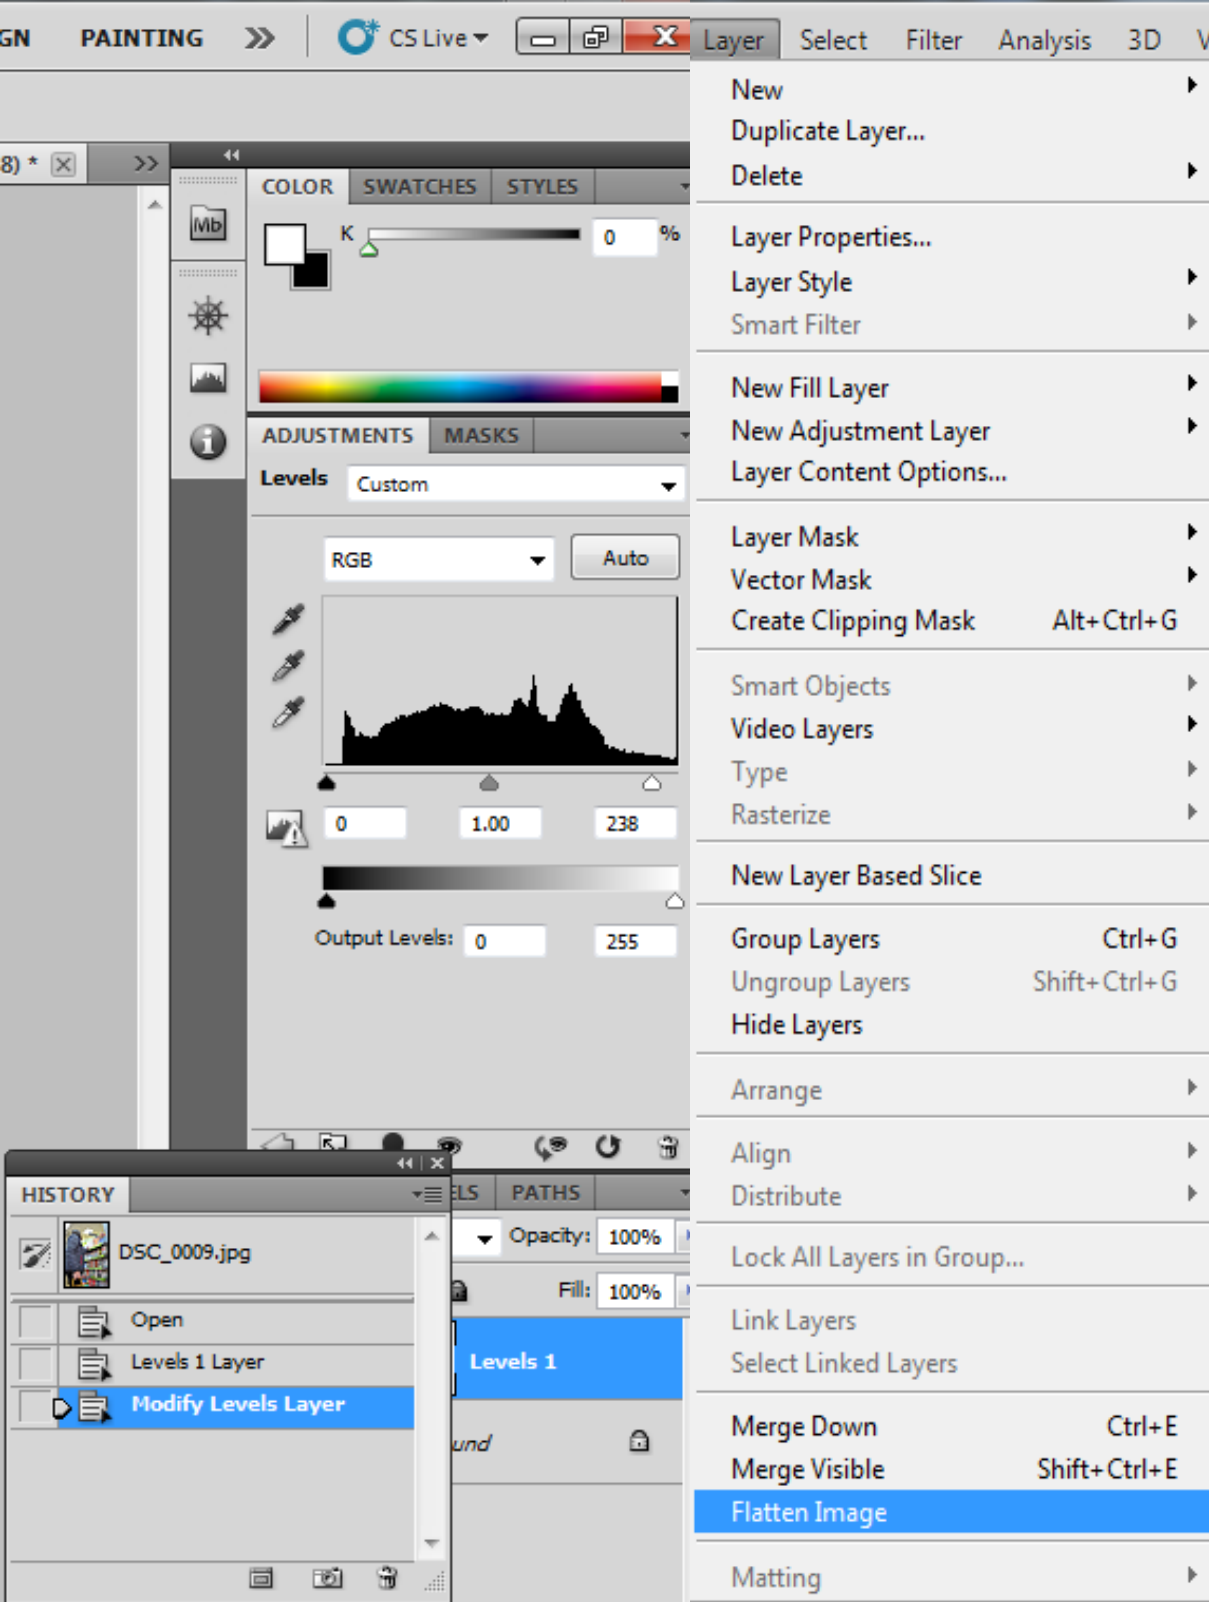 GN PAINTING CS Live
8) *
Mb
COLOR SWATCHES STYLES
K 0 %
ADJUSTMENTS MASKS
Levels Custom
RGB Auto
0 1.00 238
Output Levels: 0 255
HISTORY
DSC_0009.jpg
Open
Levels 1 Layer
Modify Levels Layer
ELS PATHS
Opacity: 100%
Fill: 100%
Levels 1
und
Layer Select Filter Analysis 3D V
New
Duplicate Layer...
Delete
Layer Properties...
Layer Style
Smart Filter
New Fill Layer
New Adjustment Layer
Layer Content Options...
Layer Mask
Vector Mask
Create Clipping Mask Alt+Ctrl+G
Smart Objects
Video Layers
Type
Rasterize
New Layer Based Slice
Group Layers Ctrl+G
Ungroup Layers Shift+Ctrl+G
Hide Layers
Arrange
Align
Distribute
Lock All Layers in Group...
Link Layers
Select Linked Layers
Merge Down Ctrl+E
Merge Visible Shift+Ctrl+E
Flatten Image
Matting